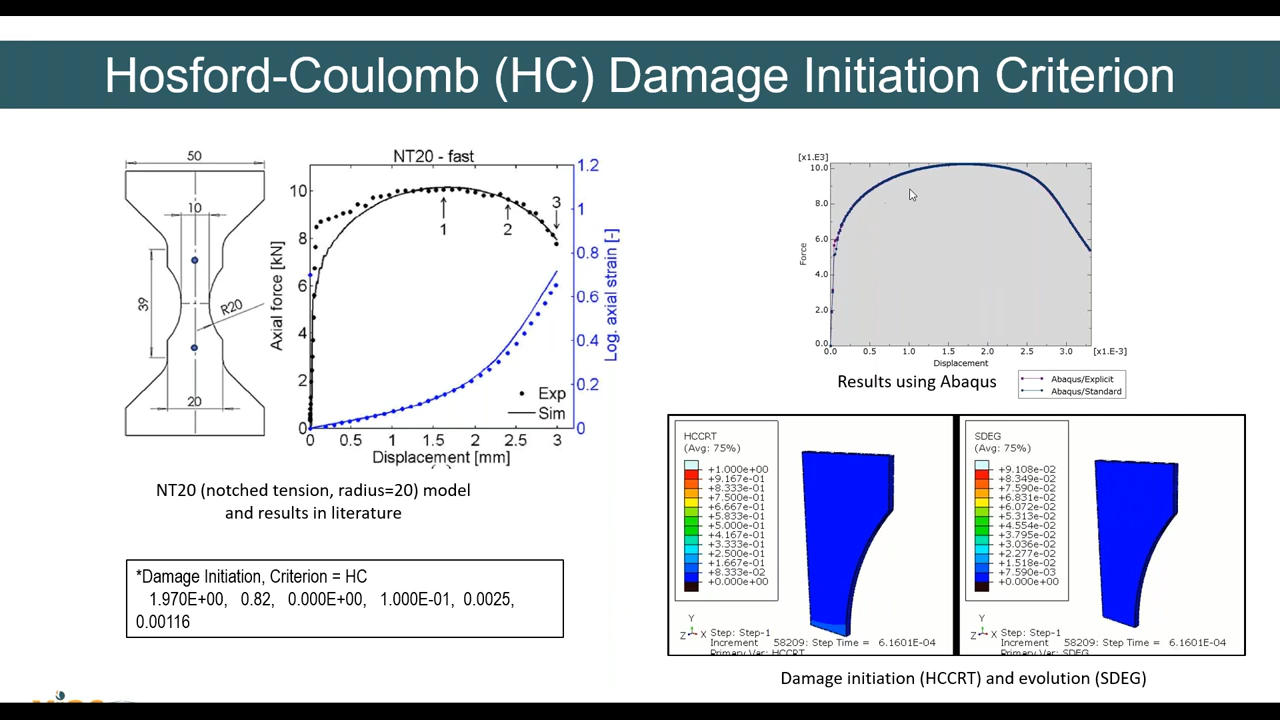 Hosford-Coulomb (HC) Damage Initiation Criterion
50
10
39
R20
20
NT20 - fast
Axial force [kN]
10
8
6
4
2
0
1
2
3
Exp
Sim
0
0.5
1
1.5
2
2.5
3
Displacement [mm]
1.2
1
0.8
0.6
0.4
0.2
0
Log. axial strain [-]
NT20 (notched tension, radius=20) model
and results in literature
*Damage Initiation, Criterion = HC
1.970E+00, 0.82, 0.000E+00, 1.000E-01, 0.0025,
0.00116
[x1.E3]
10.0
8.0
6.0
4.0
2.0
0.0
Force
0.0 0.5 1.0 1.5 2.0 2.5 3.0 [x1.E-3]
Displacement
Results using Abaqus
Abaqus/Explicit
Abaqus/Standard
HCCRT
(Avg: 75%)
+1.000e+00
+9.167e-01
+8.333e-01
+7.500e-01
+6.667e-01
+5.833e-01
+5.000e-01
+4.167e-01
+3.333e-01
+2.500e-01
+1.667e-01
+8.333e-02
+0.000e+00
Y
Z X
Step: Step-1
Increment 58209: Step Time = 6.1601E-04
Primary Var: HCCRT
SDEG
(Avg: 75%)
+9.108e-02
+8.349e-02
+7.590e-02
+6.831e-02
+6.072e-02
+5.313e-02
+4.554e-02
+3.795e-02
+3.036e-02
+2.277e-02
+1.518e-02
+7.590e-03
+0.000e+00
Y
Z X
Step: Step-1
Increment 58209: Step Time = 6.1601E-04
Primary Var: SDEG
Damage initiation (HCCRT) and evolution (SDEG)